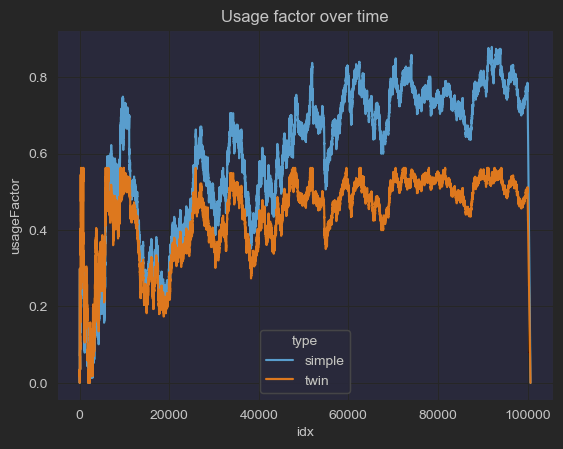 Usage factor over time
usageFactor
0.8
0.6
0.4
0.2
0.0
type
simple
twin
0 20000 40000 60000 80000 100000
idx